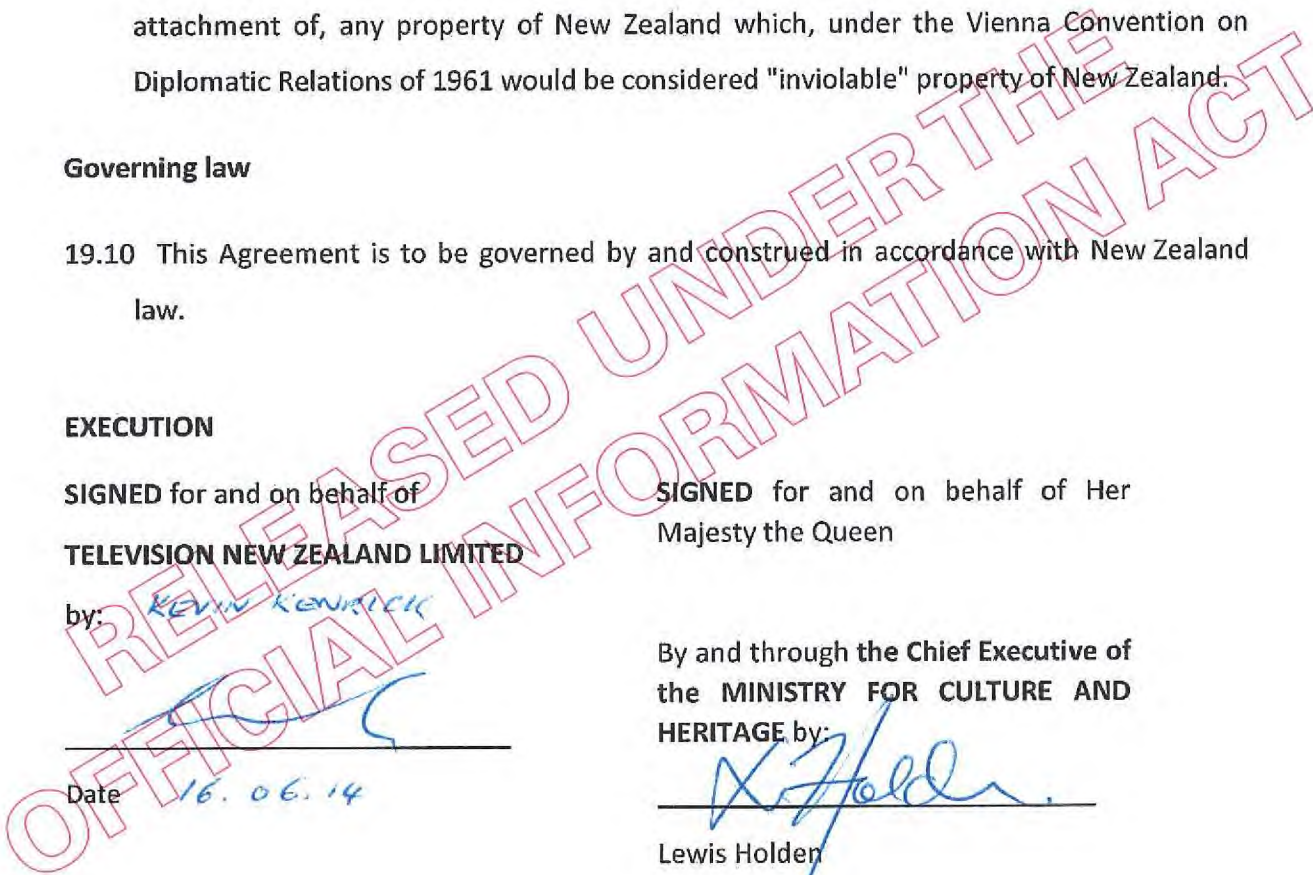 attachment of, any property of New Zealand which, under the Vienna Convention on
Diplomatic Relations of 1961 would be considered "inviolable" property of New Zealand.
Governing law
19.10 This Agreement is to be governed by and construed in accordance with New Zealand
law.
EXECUTION
SIGNED for and on behalf of
TELEVISION NEW ZEALAND LIMITED
by: KEVIN KENRICK
Date 16.06.14
SIGNED for and on behalf of Her
Majesty the Queen
By and through the Chief Executive of
the MINISTRY FOR CULTURE AND
HERITAGE by:
L. Holden.
Lewis Holden
RELEASED UNDER THE
OFFICIAL INFORMATION ACT